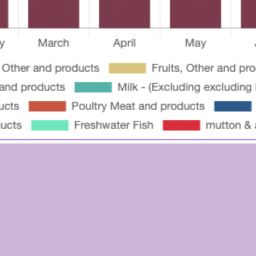 y March April May
Other and products Fruits, Other and pro
and products Milk - (Excluding excluding
ucts Poultry Meat and products
ucts Freshwater Fish mutton &